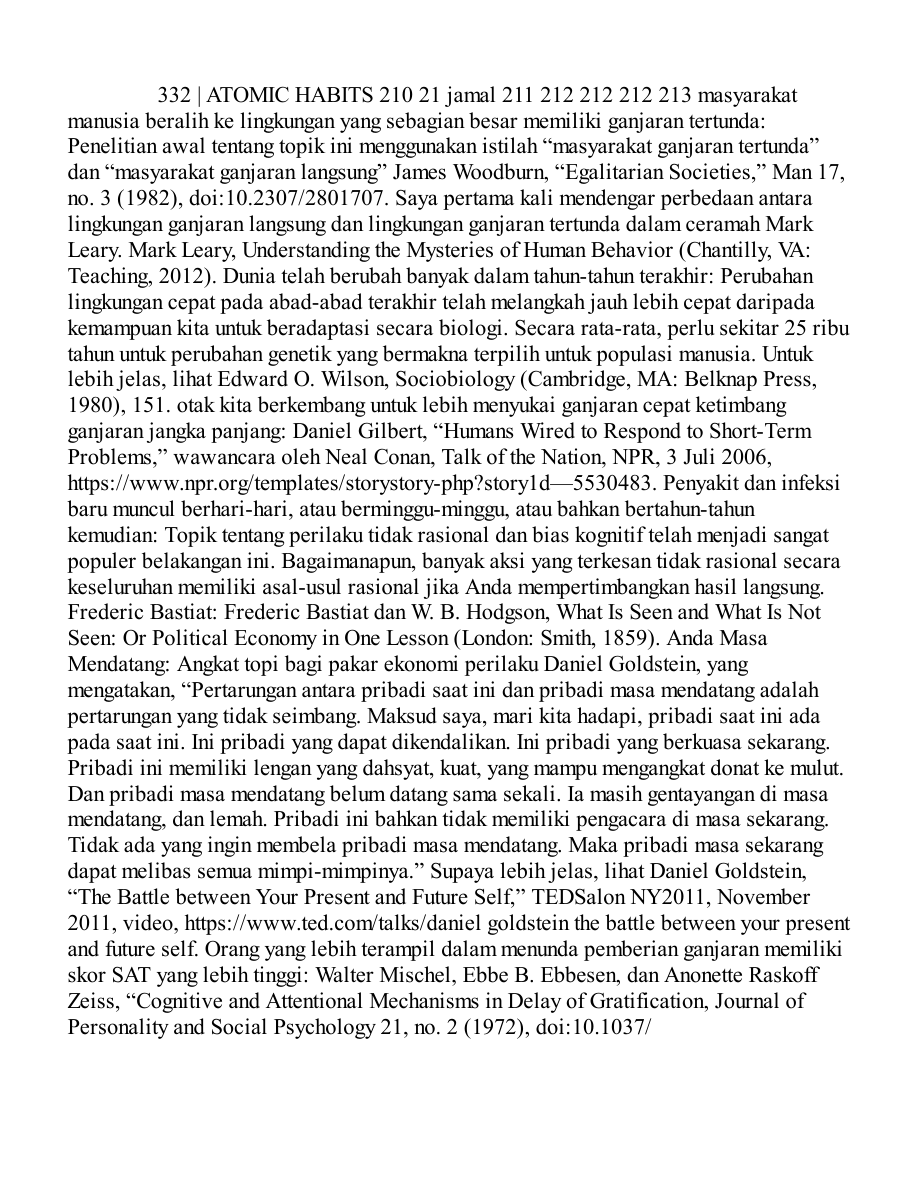 332 | ATOMIC HABITS 210 21 jamal 211 212 212 212 213 masyarakat
manusia beralih ke lingkungan yang sebagian besar memiliki ganjaran tertunda:
Penelitian awal tentang topik ini menggunakan istilah “masyarakat ganjaran tertunda”
dan “masyarakat ganjaran langsung” James Woodburn, “Egalitarian Societies,” Man 17,
no. 3 (1982), doi:10.2307/2801707. Saya pertama kali mendengar perbedaan antara
lingkungan ganjaran langsung dan lingkungan ganjaran tertunda dalam ceramah Mark
Leary. Mark Leary, Understanding the Mysteries of Human Behavior (Chantilly, VA:
Teaching, 2012). Dunia telah berubah banyak dalam tahun-tahun terakhir: Perubahan
lingkungan cepat pada abad-abad terakhir telah melangkah jauh lebih cepat daripada
kemampuan kita untuk beradaptasi secara biologi. Secara rata-rata, perlu sekitar 25 ribu
tahun untuk perubahan genetik yang bermakna terpilih untuk populasi manusia. Untuk
lebih jelas, lihat Edward O. Wilson, Sociobiology (Cambridge, MA: Belknap Press,
1980), 151. otak kita berkembang untuk lebih menyukai ganjaran cepat ketimbang
ganjaran jangka panjang: Daniel Gilbert, “Humans Wired to Respond to Short-Term
Problems,” wawancara oleh Neal Conan, Talk of the Nation, NPR, 3 Juli 2006,
https://www.npr.org/templates/storystory-php?story1d—5530483. Penyakit dan infeksi
baru muncul berhari-hari, atau berminggu-minggu, atau bahkan bertahun-tahun
kemudian: Topik tentang perilaku tidak rasional dan bias kognitif telah menjadi sangat
populer belakangan ini. Bagaimanapun, banyak aksi yang terkesan tidak rasional secara
keseluruhan memiliki asal-usul rasional jika Anda mempertimbangkan hasil langsung.
Frederic Bastiat: Frederic Bastiat dan W. B. Hodgson, What Is Seen and What Is Not
Seen: Or Political Economy in One Lesson (London: Smith, 1859). Anda Masa
Mendatang: Angkat topi bagi pakar ekonomi perilaku Daniel Goldstein, yang
mengatakan, “Pertarungan antara pribadi saat ini dan pribadi masa mendatang adalah
pertarungan yang tidak seimbang. Maksud saya, mari kita hadapi, pribadi saat ini ada
pada saat ini. Ini pribadi yang dapat dikendalikan. Ini pribadi yang berkuasa sekarang.
Pribadi ini memiliki lengan yang dahsyat, kuat, yang mampu mengangkat donat ke mulut.
Dan pribadi masa mendatang belum datang sama sekali. Ia masih gentayangan di masa
mendatang, dan lemah. Pribadi ini bahkan tidak memiliki pengacara di masa sekarang.
Tidak ada yang ingin membela pribadi masa mendatang. Maka pribadi masa sekarang
dapat melibas semua mimpi-mimpinya.” Supaya lebih jelas, lihat Daniel Goldstein,
“The Battle between Your Present and Future Self,” TEDSalon NY2011, November
2011, video, https://www.ted.com/talks/daniel goldstein the battle between your present
and future self. Orang yang lebih terampil dalam menunda pemberian ganjaran memiliki
skor SAT yang lebih tinggi: Walter Mischel, Ebbe B. Ebbesen, dan Anonette Raskoff
Zeiss, “Cognitive and Attentional Mechanisms in Delay of Gratification, Journal of
Personality and Social Psychology 21, no. 2 (1972), doi:10.1037/